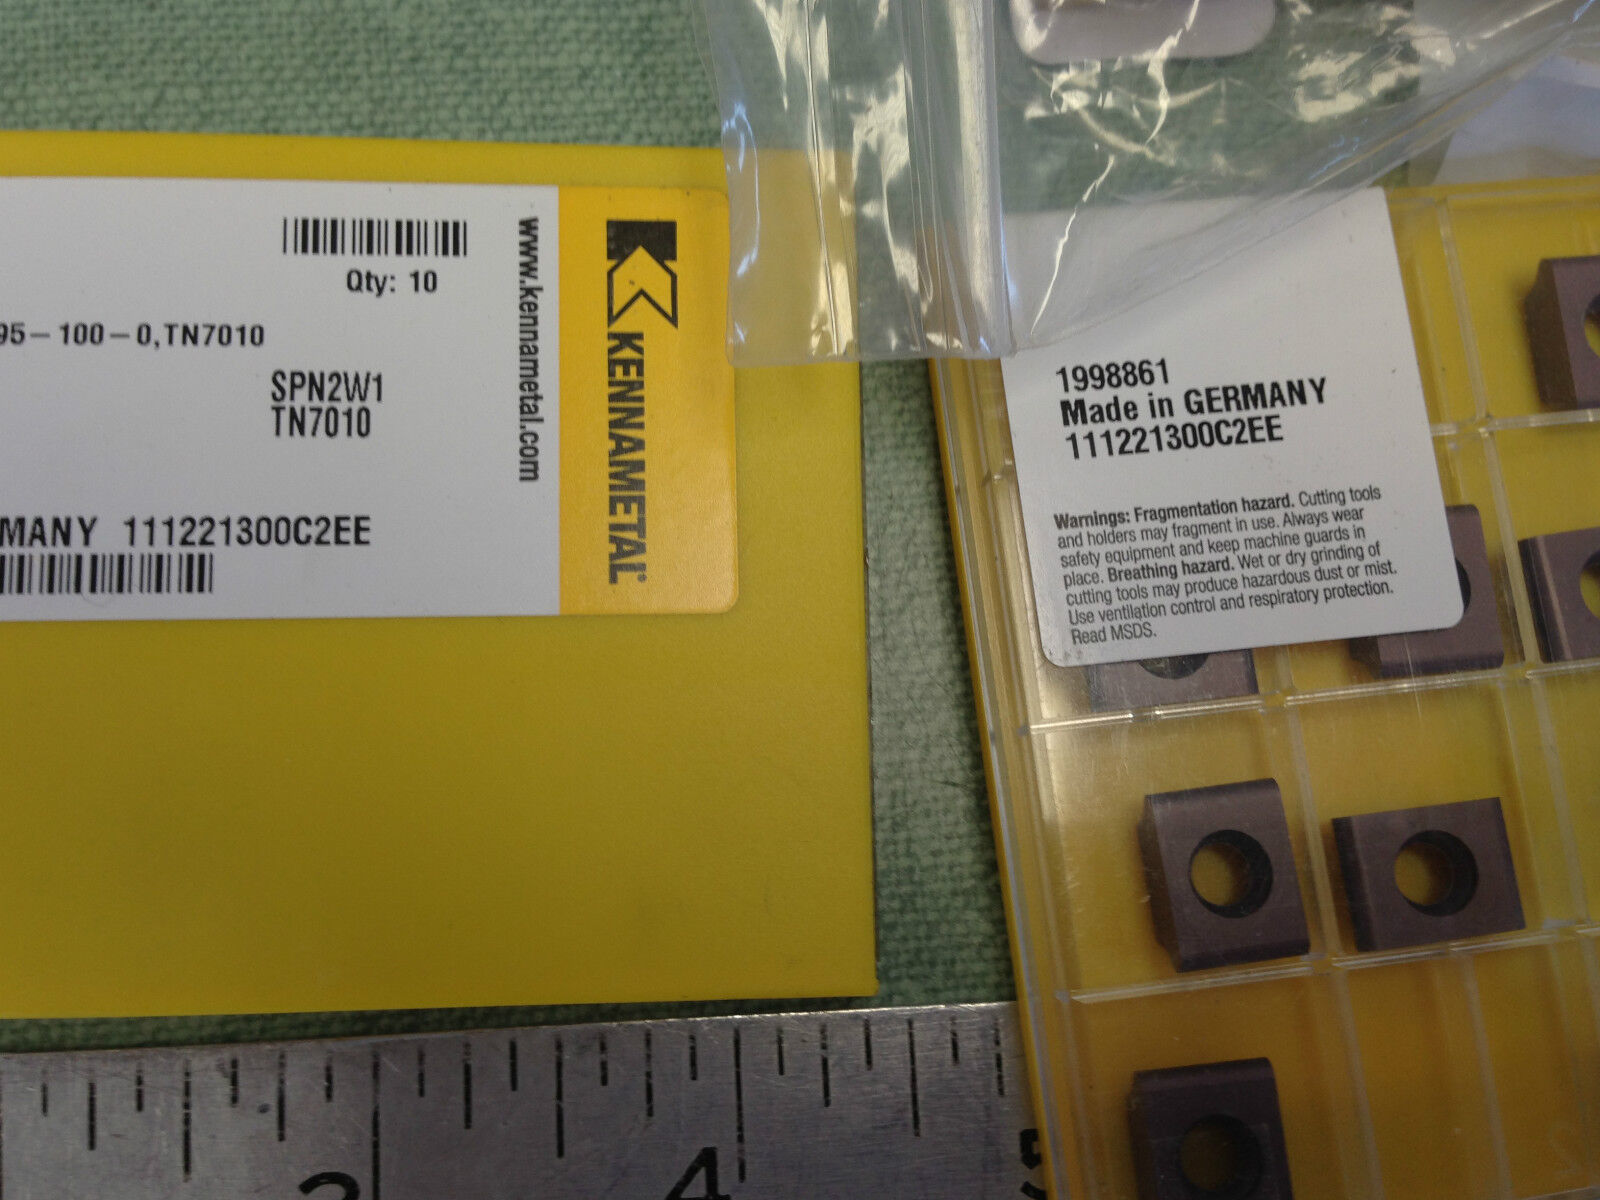 Qty: 10
95-100-0,TN7010
SPN2W1
TN7010
MANY 111221300C2EE
www.kennametal.com
KENNAMETAL®
1998861
Made in GERMANY
111221300C2EE
Warnings: Fragmentation hazard. Cutting tools
and holders may fragment in use. Always wear
safety equipment and keep machine guards in
place. Breathing hazard. Wet or dry grinding of
cutting tools may produce hazardous dust or mist.
Use ventilation control and respiratory protection.
Read MSDS.
3 4 5